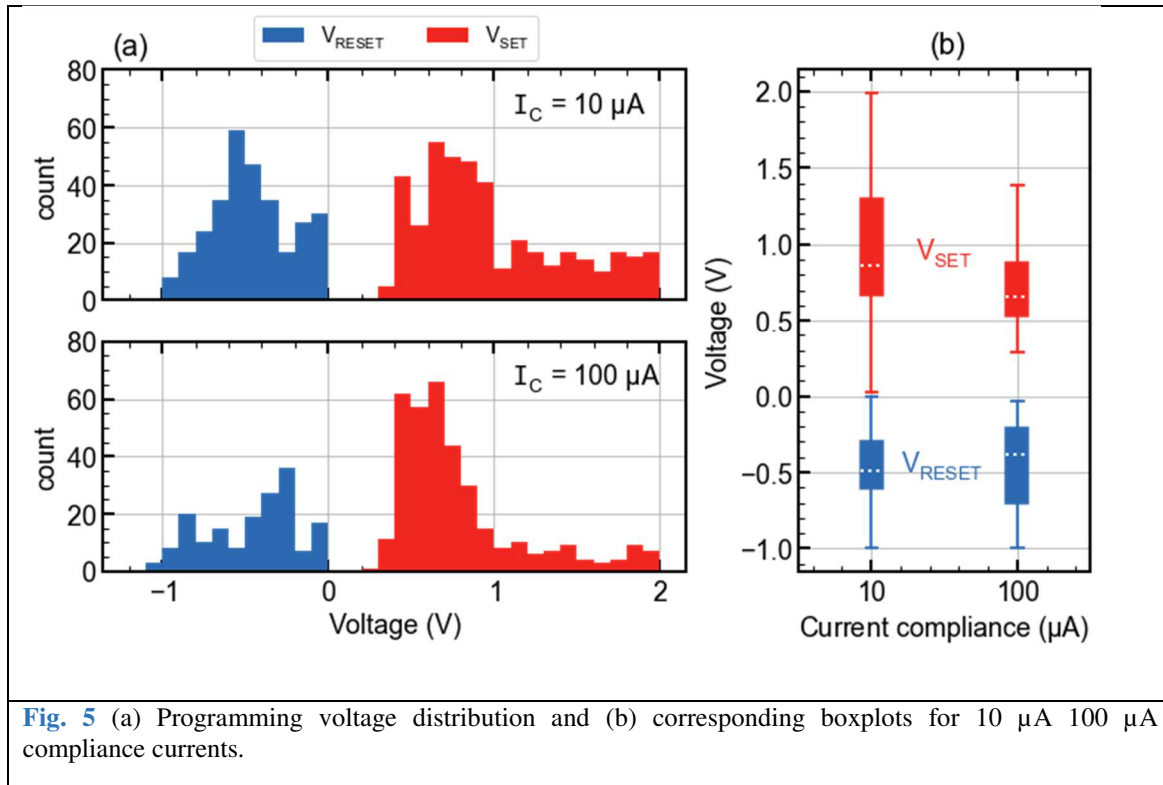 (a)
V_RESET V_SET
(b)
80
60
40
20
0
count
I_C = 10 µA
80
60
40
20
0
count
I_C = 100 µA
−1 0 1 2
Voltage (V)
2.0
1.5
1.0
0.5
0.0
−0.5
−1.0
Voltage (V)
V_SET
V_RESET
10 100
Current compliance (µA)
Fig. 5 (a) Programming voltage distribution and (b) corresponding boxplots for 10 µA 100 µA
compliance currents.